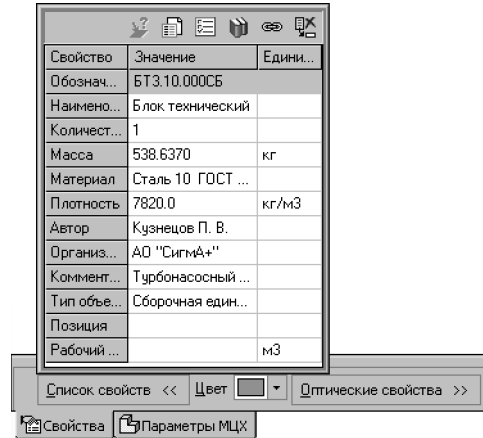 Свойство Значение Едини...
Обознач... БТЗ.10.000СБ
Наимено... Блок технический
Количест... 1
Масса 538.6370 кг
Материал Сталь 10 ГОСТ ...
Плотность 7820.0 кг/м3
Автор Кузнецов П. В.
Организ... АО "СигмА+"
Коммент... Турбонасосный ...
Тип объе... Сборочная един...
Позиция
Рабочий ... м3
Список свойств << Цвет Оптические свойства >>
Свойства Параметры МЦХ